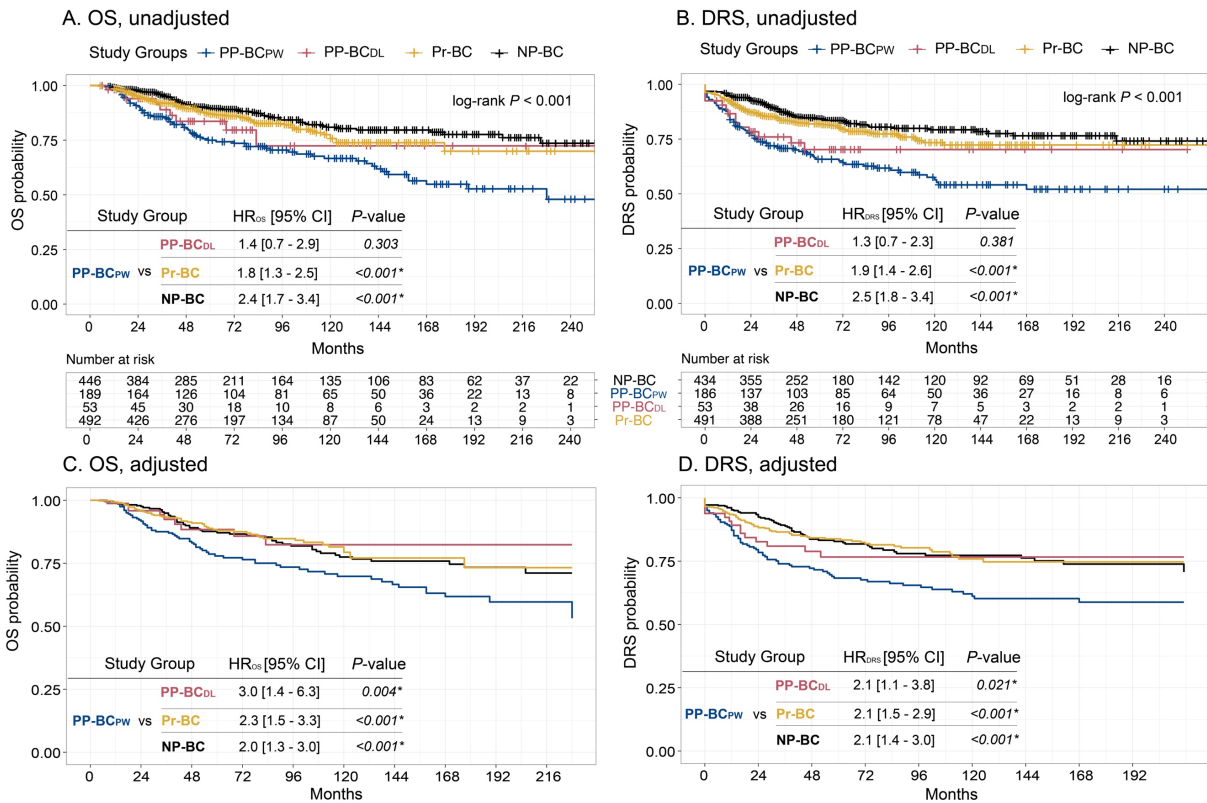 A. OS, unadjusted
Study Groups PP-BCPW PP-BCDL Pr-BC NP-BC
OS probability
1.00
0.75
0.50
0.25
0.00
log-rank P < 0.001
Study Group HROS [95% CI] P-value
PP-BCPW vs
PP-BCDL 1.4 [0.7 - 2.9] 0.303
Pr-BC 1.8 [1.3 - 2.5] <0.001*
NP-BC 2.4 [1.7 - 3.4] <0.001*
0 24 48 72 96 120 144 168 192 216 240
Months
Number at risk
446 384 285 211 164 135 106 83 62 37 22
189 164 126 104 81 65 50 36 22 13 8
53 45 30 18 10 8 6 3 2 2 1
492 426 276 197 134 87 50 24 13 9 3
0 24 48 72 96 120 144 168 192 216 240
NP-BC
PP-BCPW
PP-BCDL
Pr-BC
B. DRS, unadjusted
Study Groups PP-BCPW PP-BCDL Pr-BC NP-BC
DRS probability
1.00
0.75
0.50
0.25
0.00
log-rank P < 0.001
Study Group HRDRS [95% CI] P-value
PP-BCPW vs
PP-BCDL 1.3 [0.7 - 2.3] 0.381
Pr-BC 1.9 [1.4 - 2.6] <0.001*
NP-BC 2.5 [1.8 - 3.4] <0.001*
0 24 48 72 96 120 144 168 192 216 240
Months
Number at risk
434 355 252 180 142 120 92 69 51 28 16
186 137 103 85 64 50 36 27 16 8 6
53 38 26 16 9 7 5 3 2 2 1
491 388 251 180 121 78 47 22 13 9 3
0 24 48 72 96 120 144 168 192 216 240
C. OS, adjusted
OS probability
1.00
0.75
0.50
0.25
0.00
Study Group HROS [95% CI] P-value
PP-BCPW vs
PP-BCDL 3.0 [1.4 - 6.3] 0.004*
Pr-BC 2.3 [1.5 - 3.3] <0.001*
NP-BC 2.0 [1.3 - 3.0] <0.001*
0 24 48 72 96 120 144 168 192 216
Months
D. DRS, adjusted
DRS probability
1.00
0.75
0.50
0.25
0.00
Study Group HRDRS [95% CI] P-value
PP-BCPW vs
PP-BCDL 2.1 [1.1 - 3.8] 0.021*
Pr-BC 2.1 [1.5 - 2.9] <0.001*
NP-BC 2.1 [1.4 - 3.0] <0.001*
0 24 48 72 96 120 144 168 192
Months